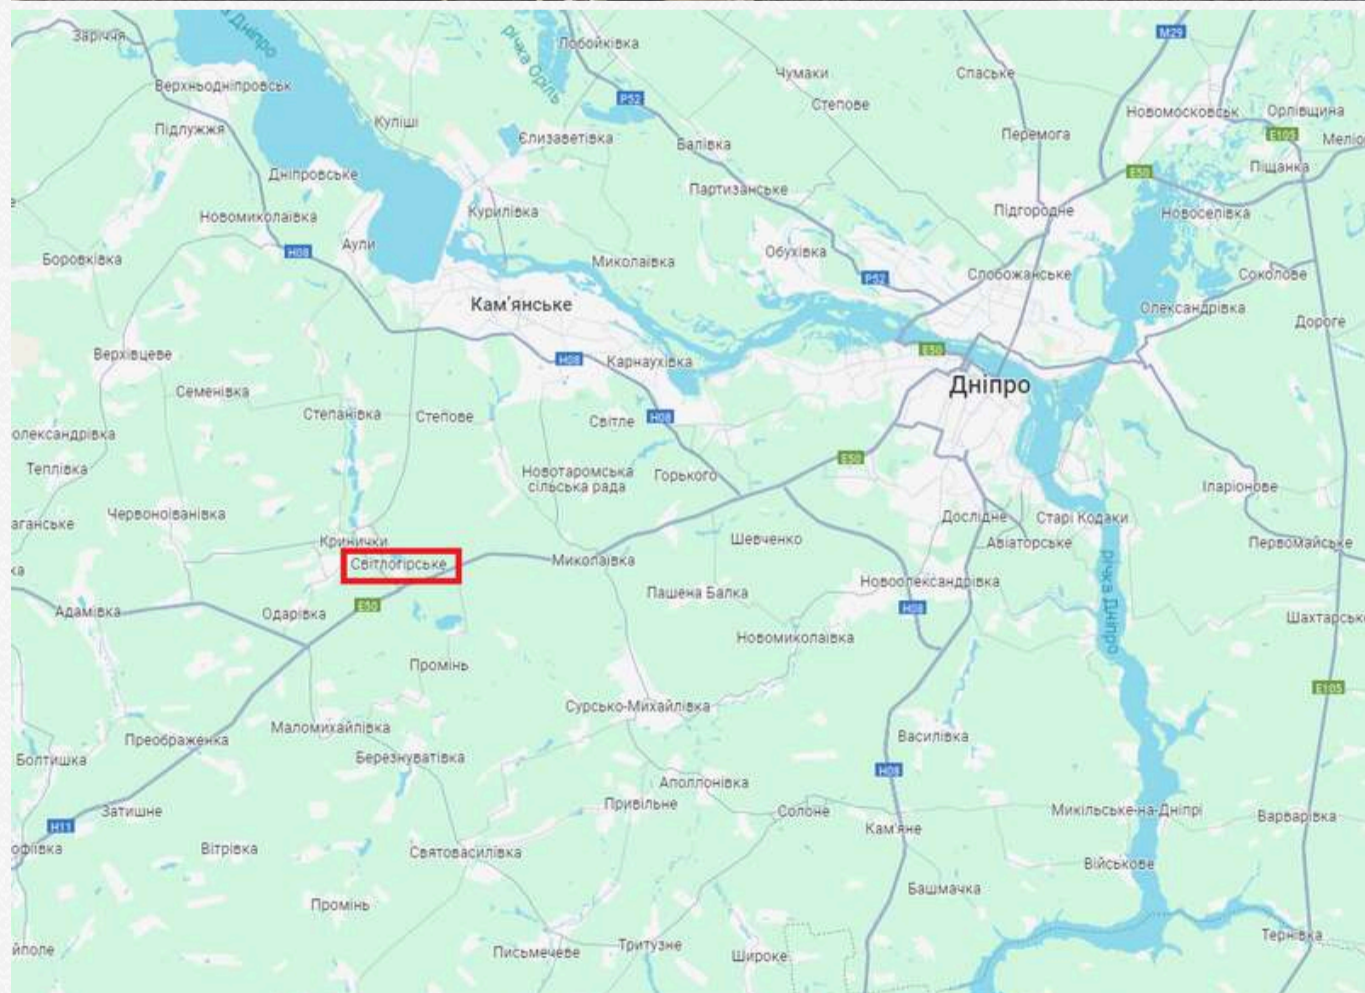 Заріччя
а Дніпро
річка Оріль
Лобойківка
M29
Чумаки
Спаське
Верхньодніпровськ
P52
Степове
Новомосковськ
Орлівщина
Підлужжя
Куліші
Єлизаветівка
Балівка
Перемога
E105
Меліо
Дніпровське
E50
Піщанка
Партизанське
Новомиколаївка
Курилівка
Підгородне
Новоселівка
H08
Аули
Обухівка
Боровківка
Миколаївка
P52
Слобожанське
Соколове
Кам'янське
Олександрівка
Дороге
Верхівцеве
H08
Карнаухівка
E50
Дніпро
Семенівка
Степанівка
Степове
Світле
H08
олександрівка
E50
Теплівка
Новотаромська
сільська рада
Горького
Іларіонове
Червоноіванівка
аганське
Дослідне
Старі Кодаки
Кринички
Шевченко
Авіаторське
Первомайське
Світлогірське
Миколаївка
ка
Пашена Балка
Новоолександрівка
річка Дніпро
Адамівка
Одарівка
E50
H08
Шахтарськ
Новомиколаївка
Промінь
E105
Сурсько-Михайлівка
Маломихайлівка
Преображенка
Василівка
Болтишка
Березнуватівка
H08
Аполлонівка
Затишне
Привільне
Солоне
Микільське-на-Дніпрі
Варварівка
H11
Кам'яне
офіївка
Вітрівка
Святовасилівка
Військове
Башмачка
Промінь
Тернівка
йполе
Письмечеве
Тритузне
Широке